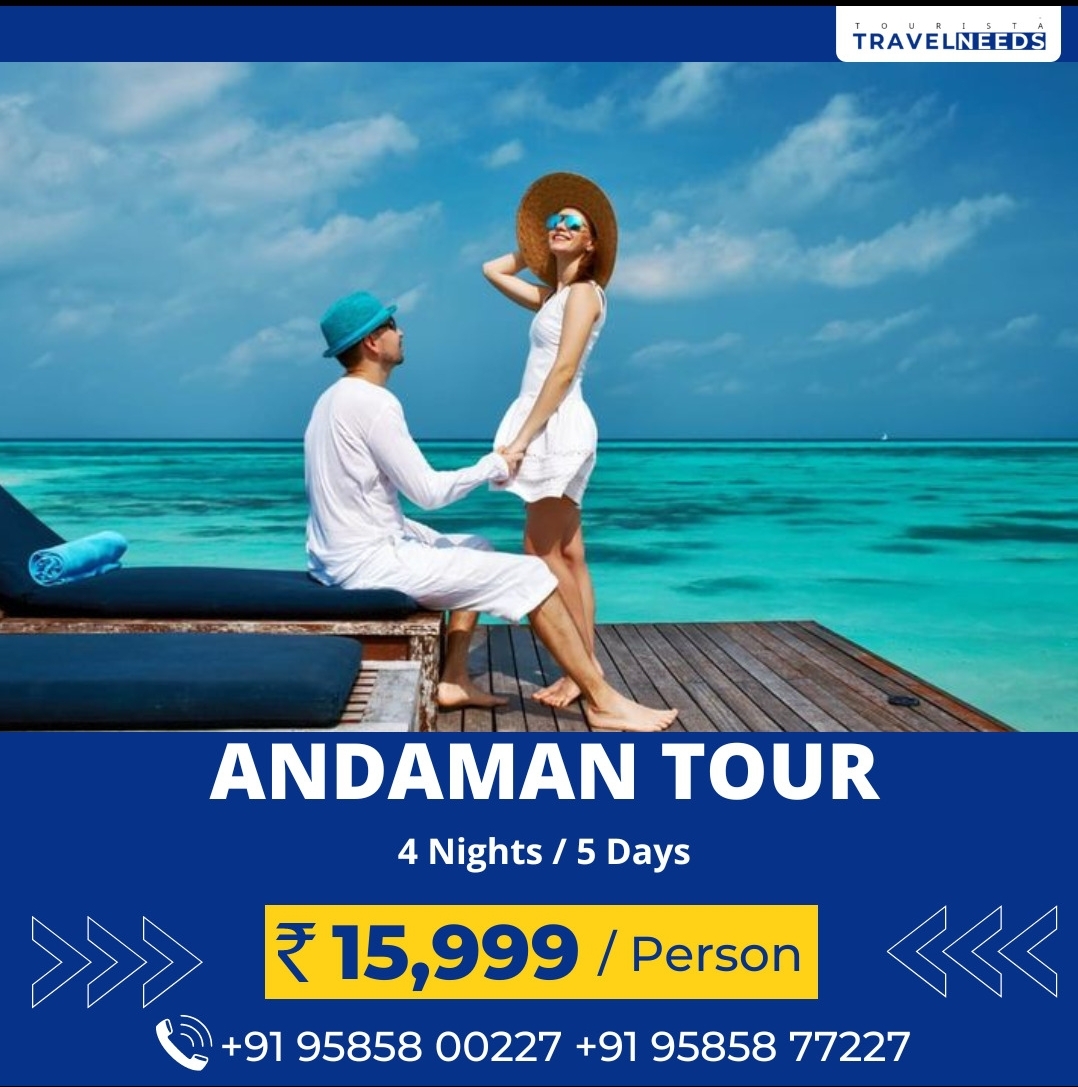 TOURISTA
TRAVELNEEDS
ANDAMAN TOUR
4 Nights / 5 Days
₹ 15,999 / Person
+91 95858 00227 +91 95858 77227